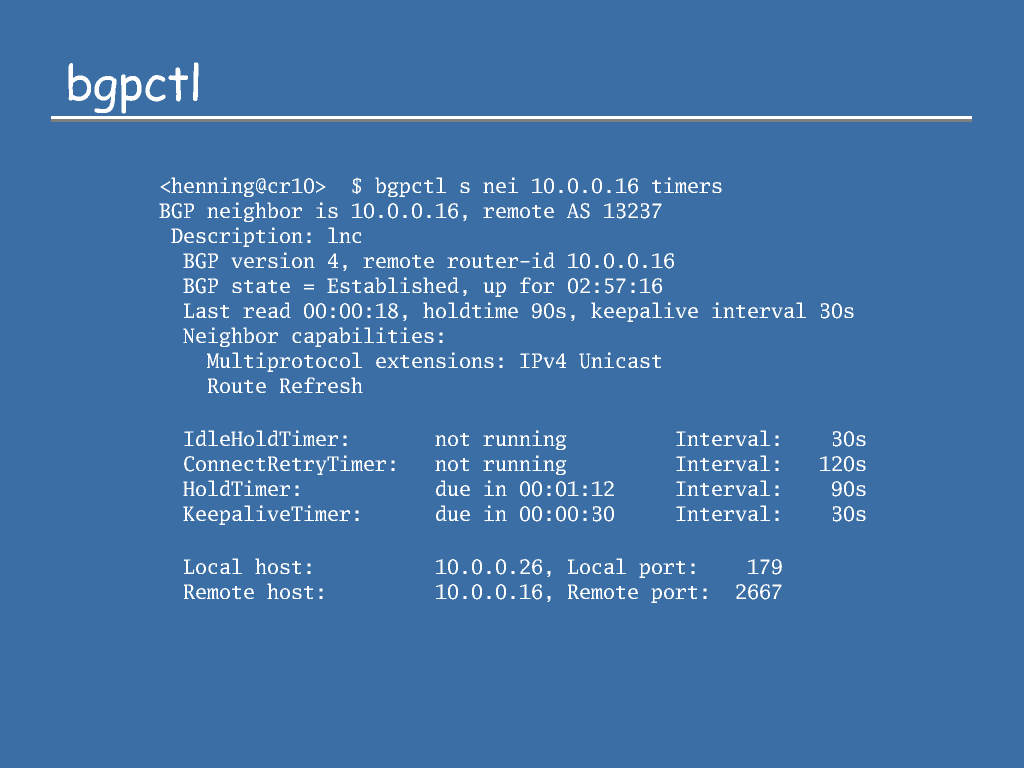 bgpctl
<henning@cr10>  $ bgpctl s nei 10.0.0.16 timers
BGP neighbor is 10.0.0.16, remote AS 13237
 Description: lnc
  BGP version 4, remote router-id 10.0.0.16
  BGP state = Established, up for 02:57:16
  Last read 00:00:18, holdtime 90s, keepalive interval 30s
  Neighbor capabilities:
    Multiprotocol extensions: IPv4 Unicast
    Route Refresh
  IdleHoldTimer:       not running         Interval:    30s
  ConnectRetryTimer:   not running         Interval:   120s
  HoldTimer:           due in 00:01:12     Interval:    90s
  KeepaliveTimer:      due in 00:00:30     Interval:    30s
  Local host:          10.0.0.26, Local port:    179
  Remote host:         10.0.0.16, Remote port:  2667